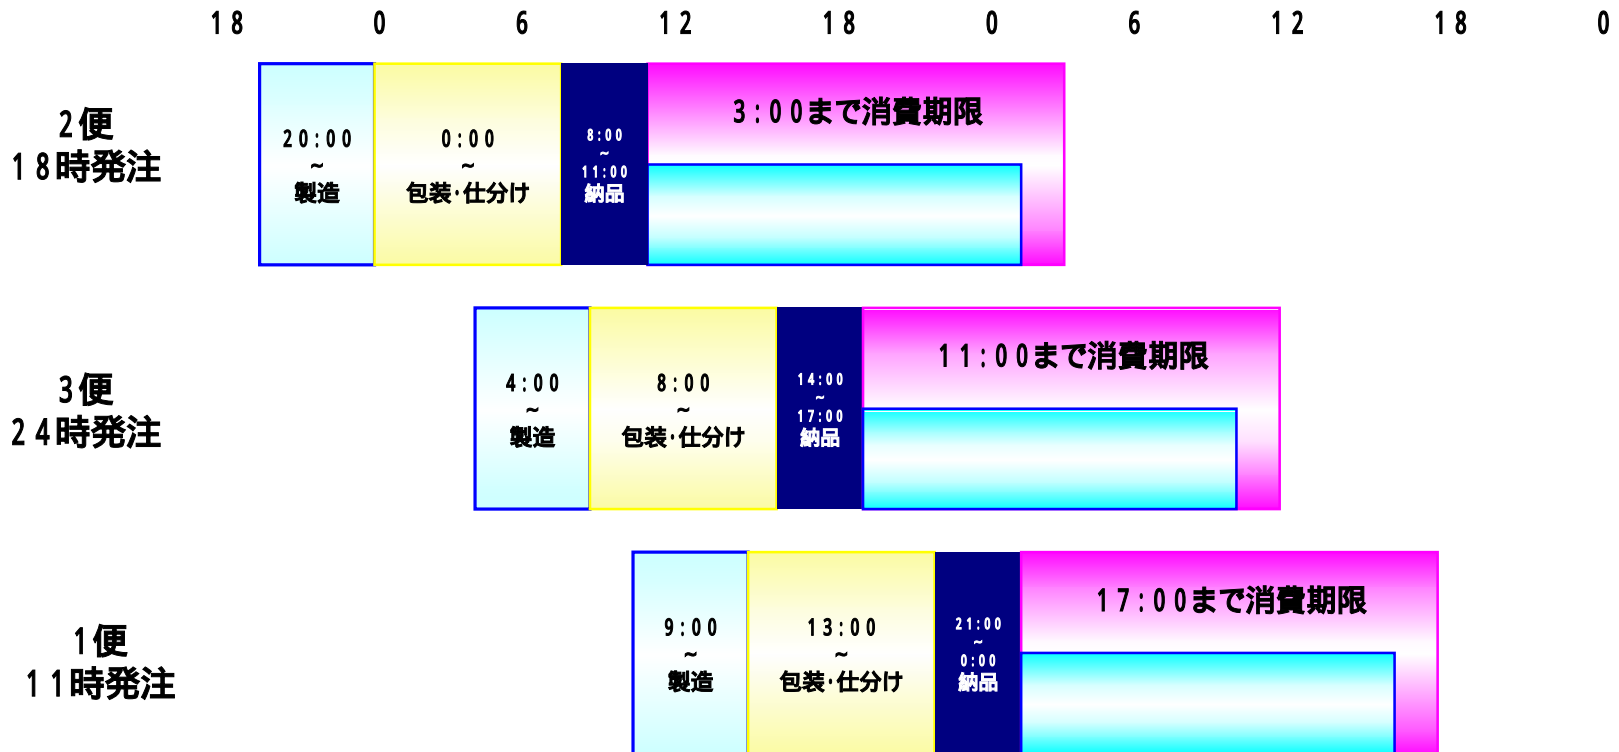 18 0 6 12 18 0 6 12 18 0
2便
18時発注
20:00
~
製造
0:00
~
包装・仕分け
8:00
~
11:00
納品
3:00まで消費期限
3便
24時発注
4:00
~
製造
8:00
~
包装・仕分け
14:00
~
17:00
納品
11:00まで消費期限
1便
11時発注
9:00
~
製造
13:00
~
包装・仕分け
21:00
~
0:00
納品
17:00まで消費期限